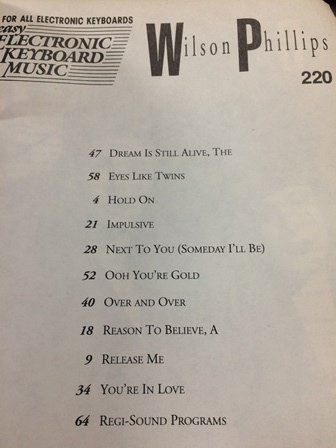 FOR ALL ELECTRONIC KEYBOARDS
easy
ELECTRONIC
KEYBOARD
MUSIC
Wilson Phillips
220
47 Dream Is Still Alive, The
58 Eyes Like Twins
4 Hold On
21 Impulsive
28 Next To You (Someday I'll Be)
52 Ooh You're Gold
40 Over and Over
18 Reason To Believe, A
9 Release Me
34 You're In Love
64 Regi-Sound Programs